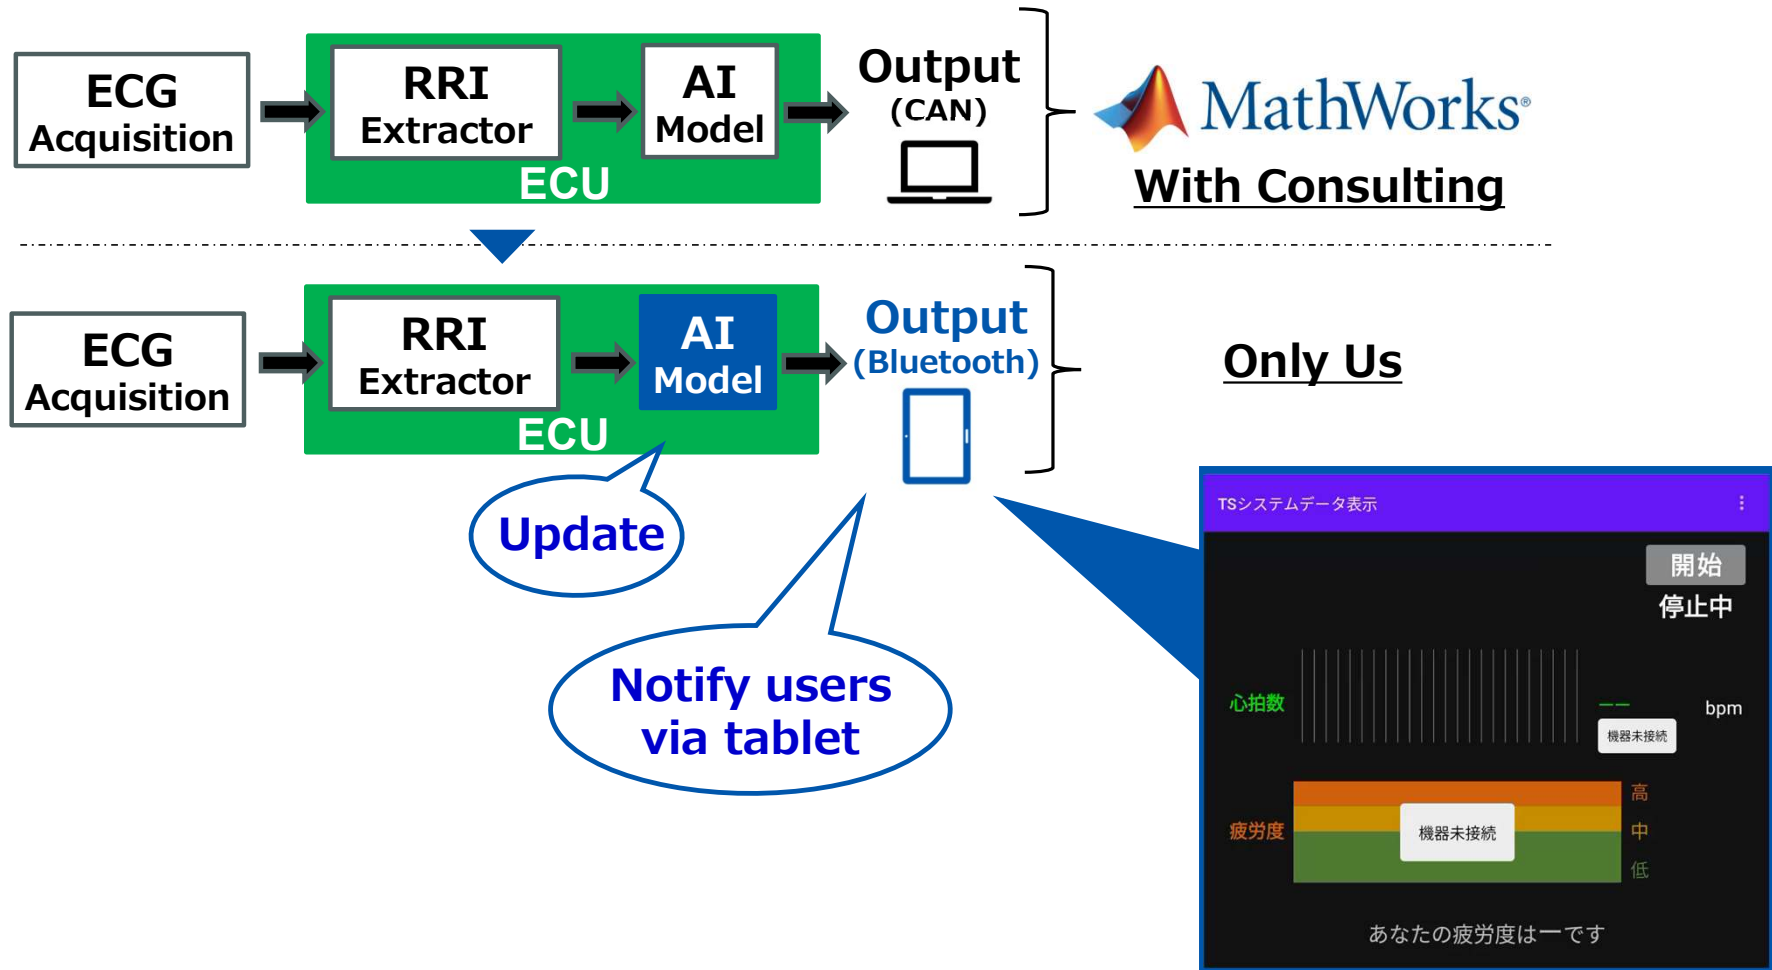 ECG
Acquisition
RRI
Extractor
AI
Model
ECU
Output
(CAN)
MathWorks®
With Consulting
ECG
Acquisition
RRI
Extractor
AI
Model
ECU
Output
(Bluetooth)
Only Us
Update
Notify users
via tablet
TSシステムデータ表示
開始
停止中
心拍数
--
bpm
機器未接続
疲労度
機器未接続
高
中
低
あなたの疲労度はーです